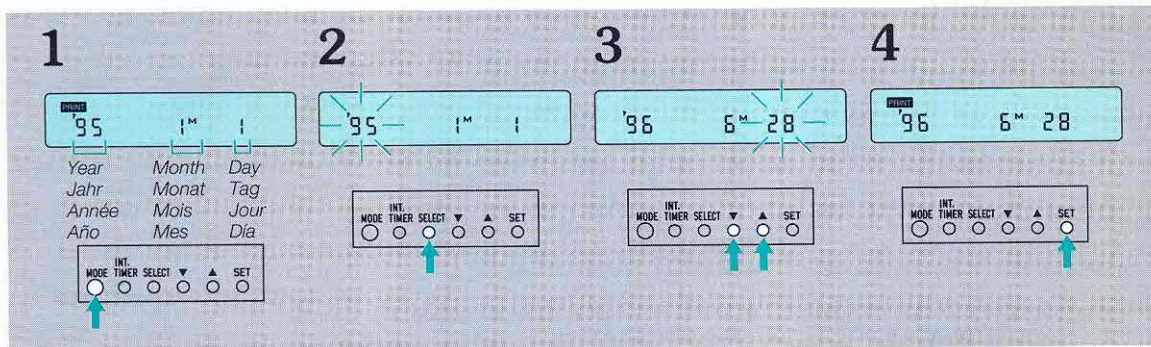 1
PRINT
'95 1M 1
Year Month Day
Jahr Monat Tag
Année Mois Jour
Año Mes Día
MODE INT. TIMER SELECT ▼ ▲ SET
2
'95 1M 1
MODE INT. TIMER SELECT ▼ ▲ SET
3
'96 6M 28
MODE INT. TIMER SELECT ▼ ▲ SET
4
PRINT
'96 6M 28
MODE INT. TIMER SELECT ▼ ▲ SET